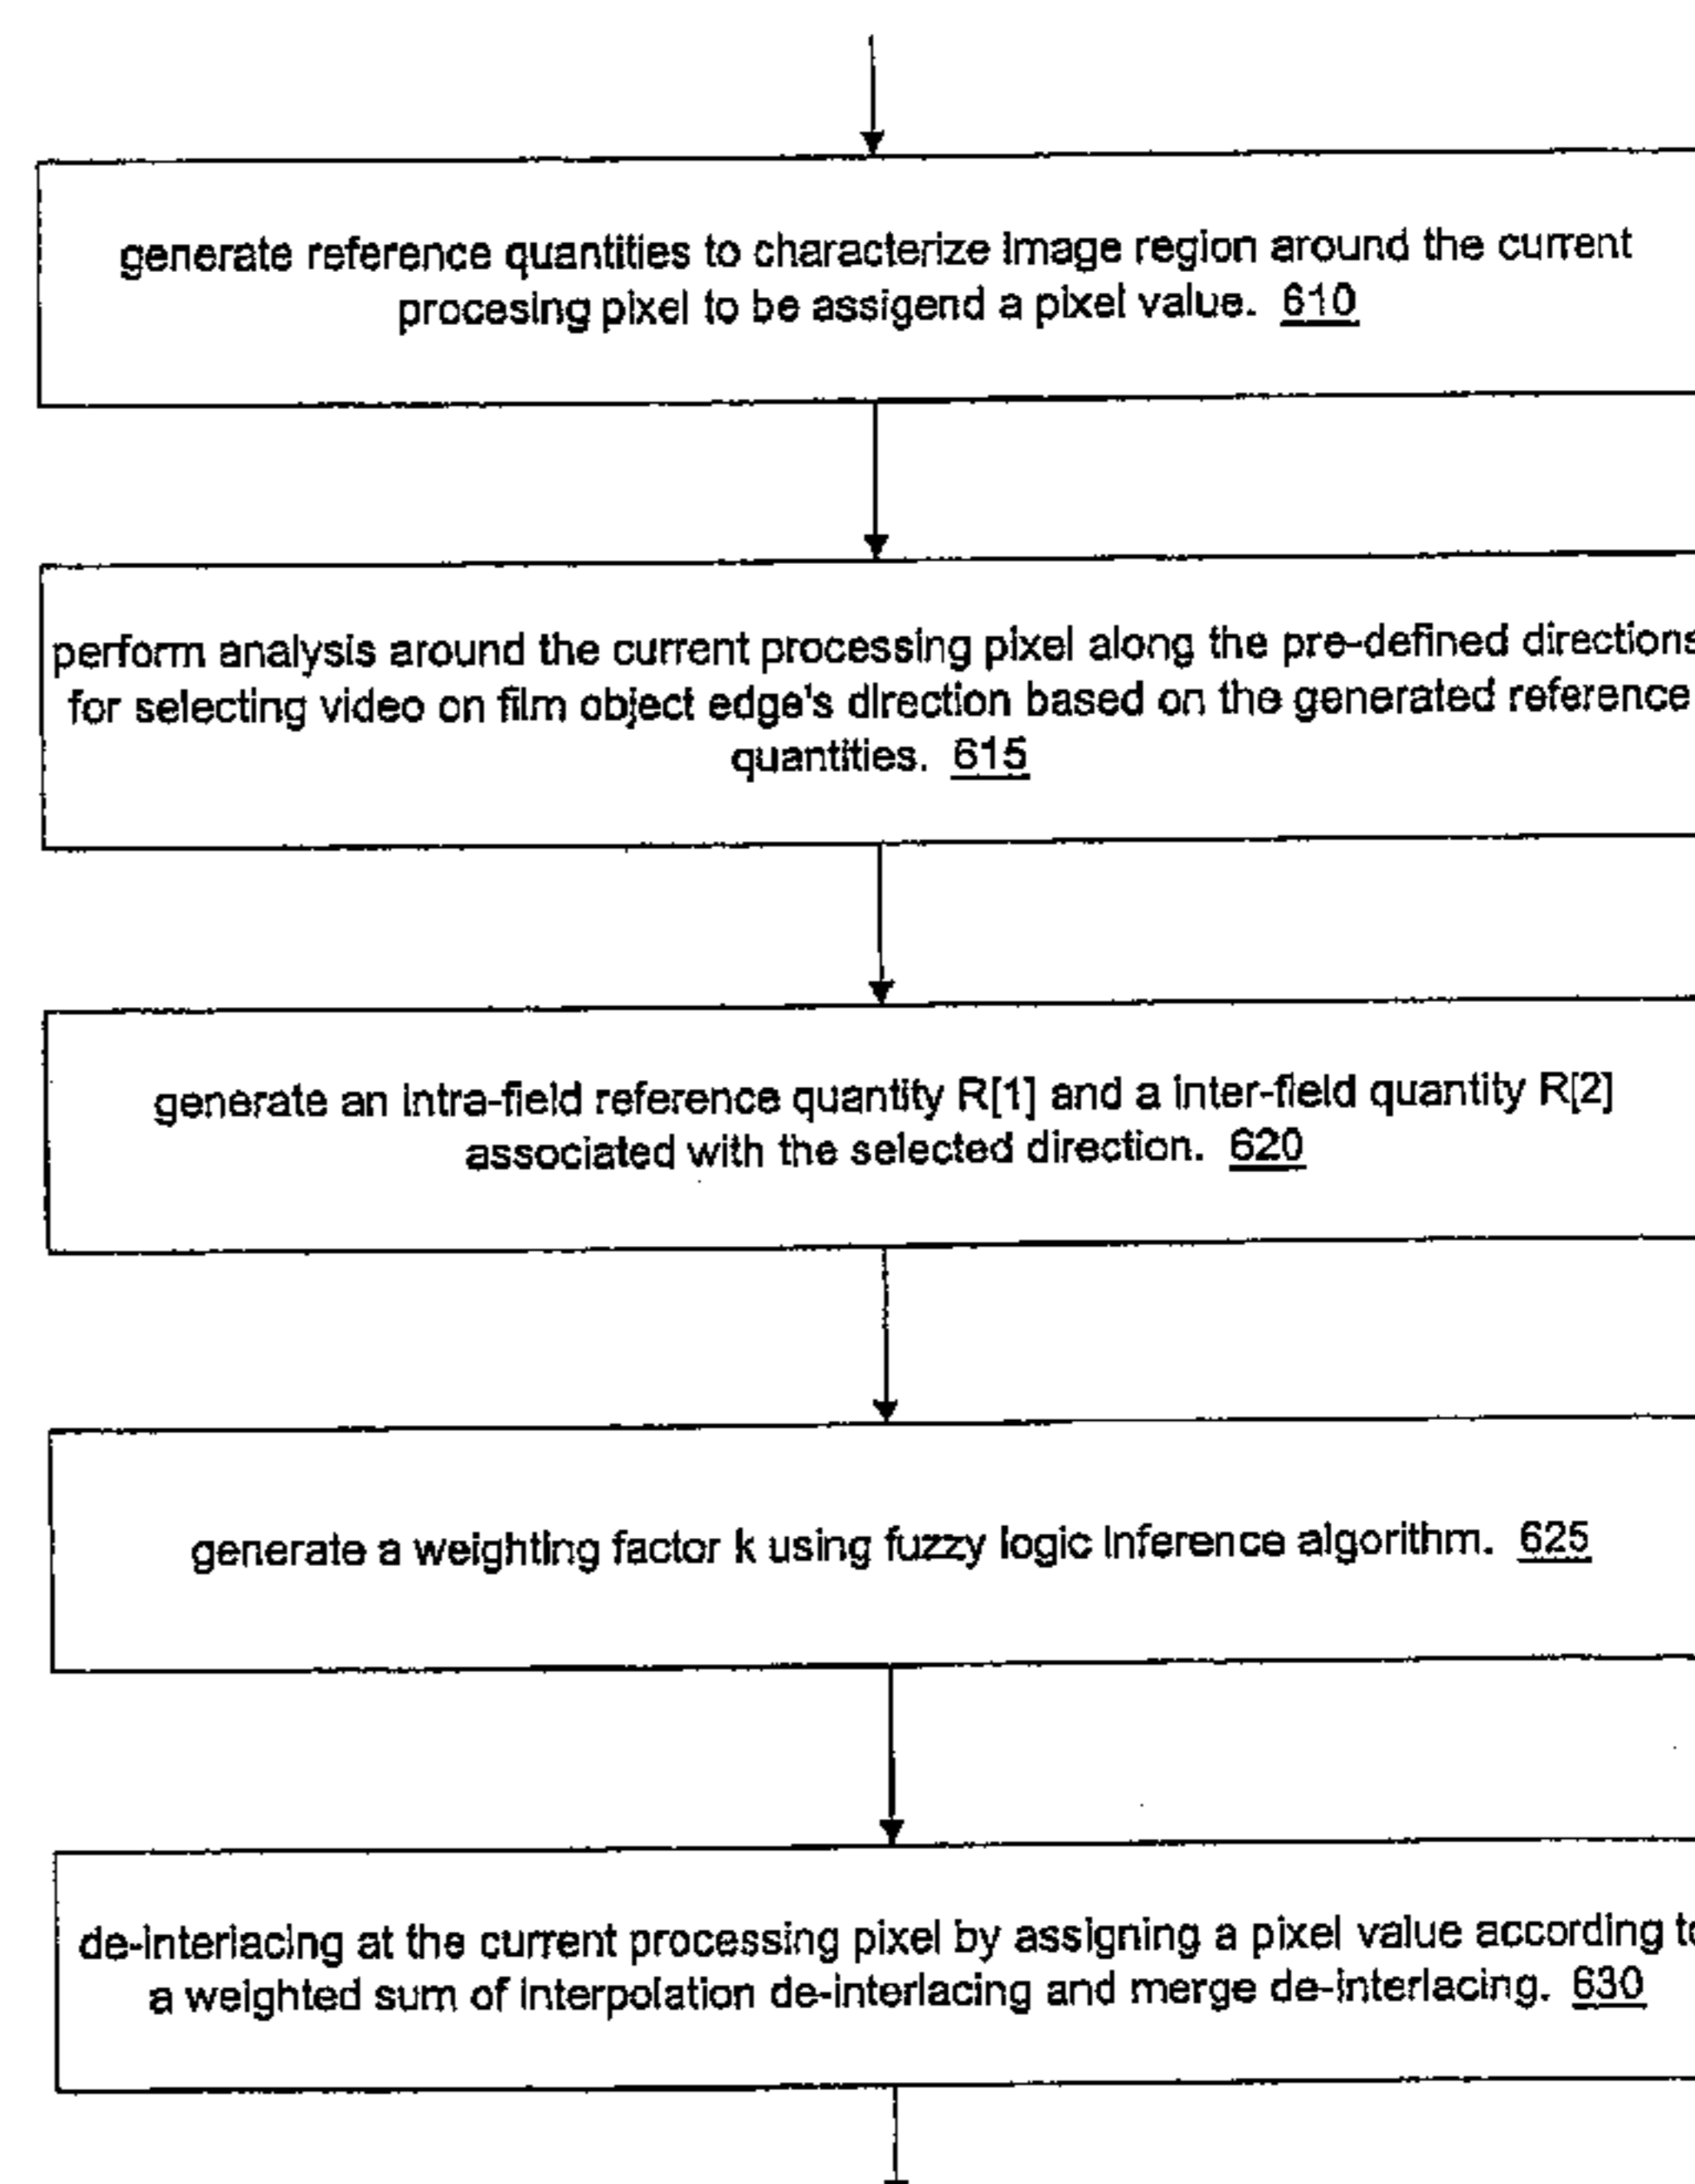 generate reference quantities to characterize image region around the current
procesing pixel to be assigend a pixel value. 610
perform analysis around the current processing pixel along the pre-defined directions
for selecting video on film object edge's direction based on the generated reference
quantities. 615
generate an intra-field reference quantity R[1] and a inter-field quantity R[2]
associated with the selected direction. 620
generate a weighting factor k using fuzzy logic inference algorithm. 625
de-interlacing at the current processing pixel by assigning a pixel value according to
a weighted sum of interpolation de-interlacing and merge de-interlacing. 630